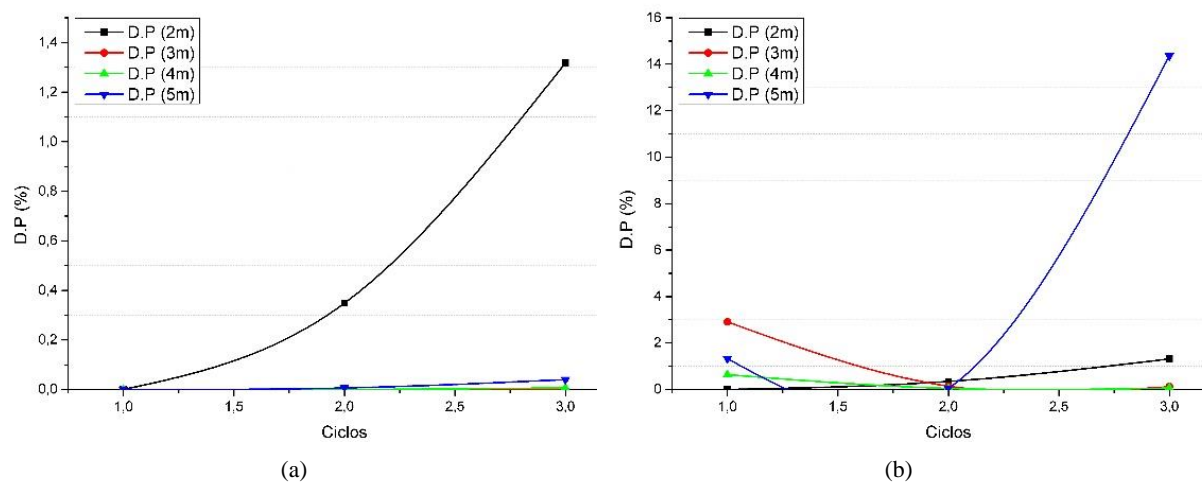 D.P (2m)
D.P (3m)
D.P (4m)
D.P (5m)
1,4
1,2
1,0
0,8
0,6
0,4
0,2
0,0
D.P (%)
1,0
1,5
2,0
2,5
3,0
Ciclos
(a)
D.P (2m)
D.P (3m)
D.P (4m)
D.P (5m)
16
14
12
10
8
6
4
2
0
D.P (%)
1,0
1,5
2,0
2,5
3,0
Ciclos
(b)